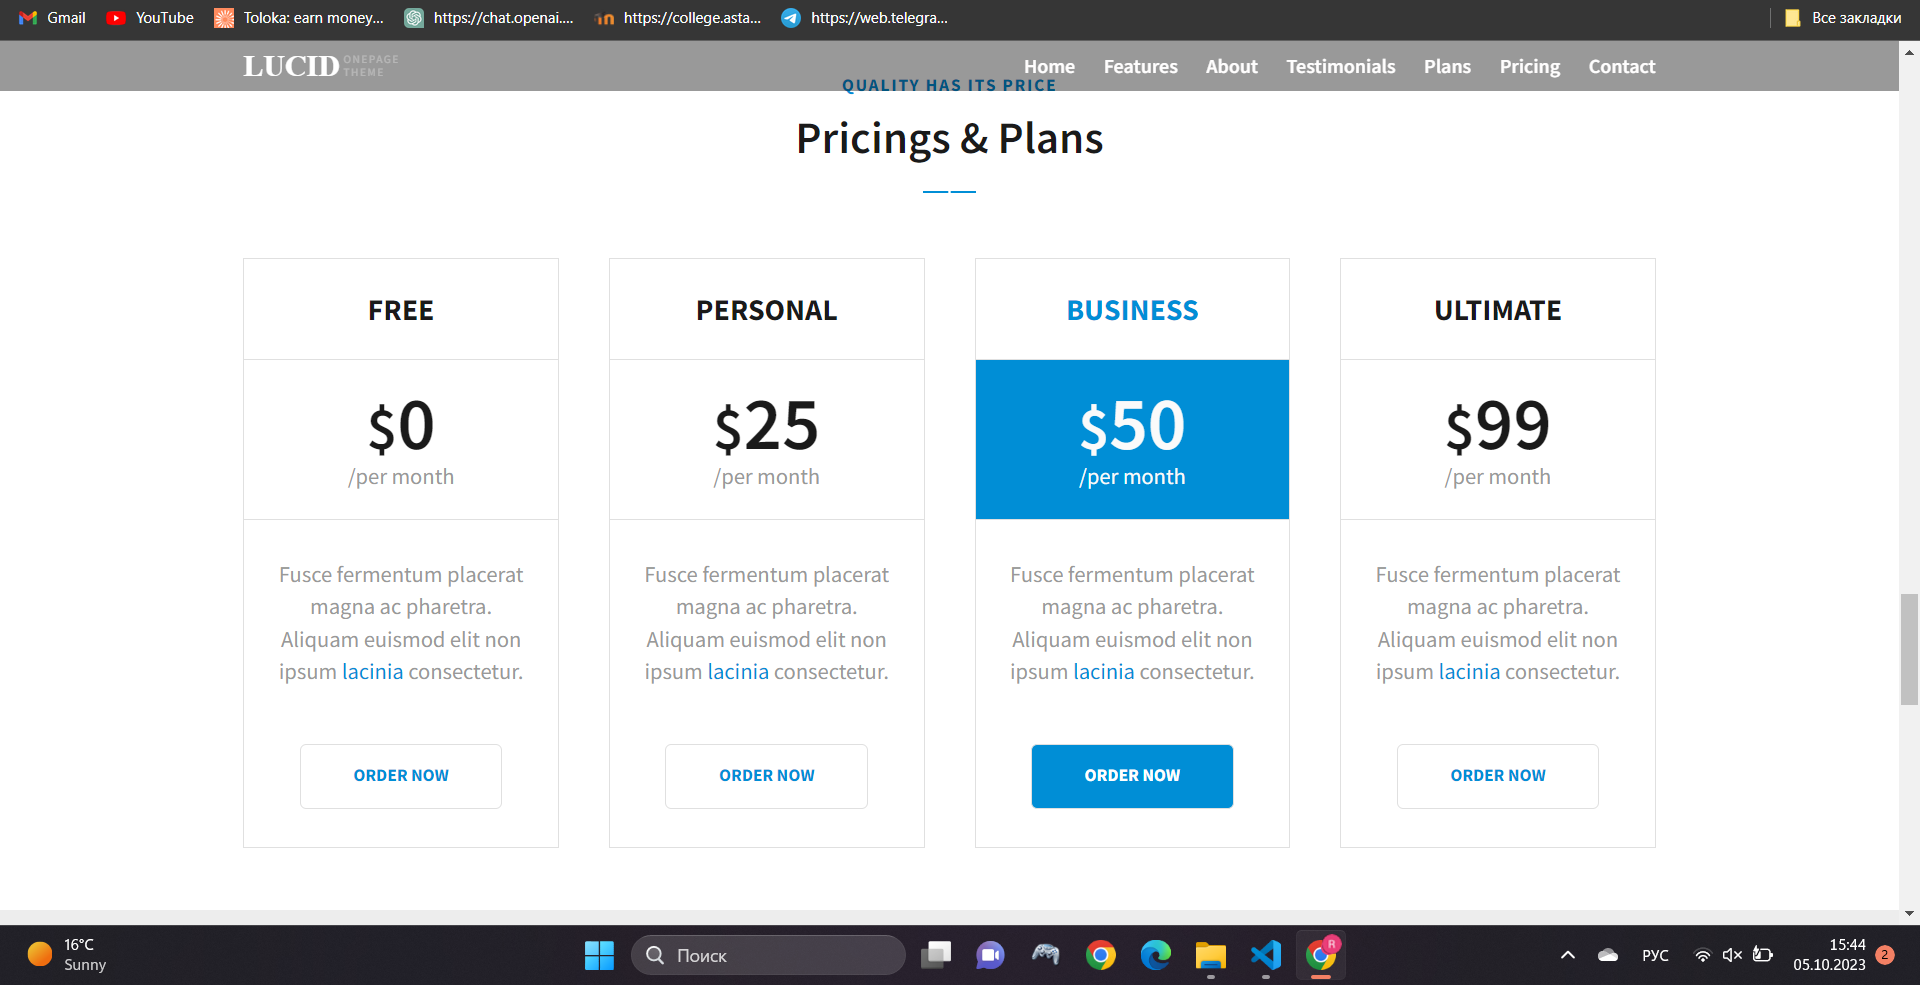 Gmail YouTube Toloka: earn money... https://chat.openai.... https://college.asta... https://web.telegra... Все закладки
LUCID ONEPAGE THEME Home Features About Testimonials Plans Pricing Contact
QUALITY HAS ITS PRICE
Pricings & Plans
FREE
$0
/per month
Fusce fermentum placerat
magna ac pharetra.
Aliquam euismod elit non
ipsum lacinia consectetur.
ORDER NOW
PERSONAL
$25
/per month
Fusce fermentum placerat
magna ac pharetra.
Aliquam euismod elit non
ipsum lacinia consectetur.
ORDER NOW
BUSINESS
$50
/per month
Fusce fermentum placerat
magna ac pharetra.
Aliquam euismod elit non
ipsum lacinia consectetur.
ORDER NOW
ULTIMATE
$99
/per month
Fusce fermentum placerat
magna ac pharetra.
Aliquam euismod elit non
ipsum lacinia consectetur.
ORDER NOW
16°C
Sunny
Поиск
R
РУС
15:44
05.10.2023
2